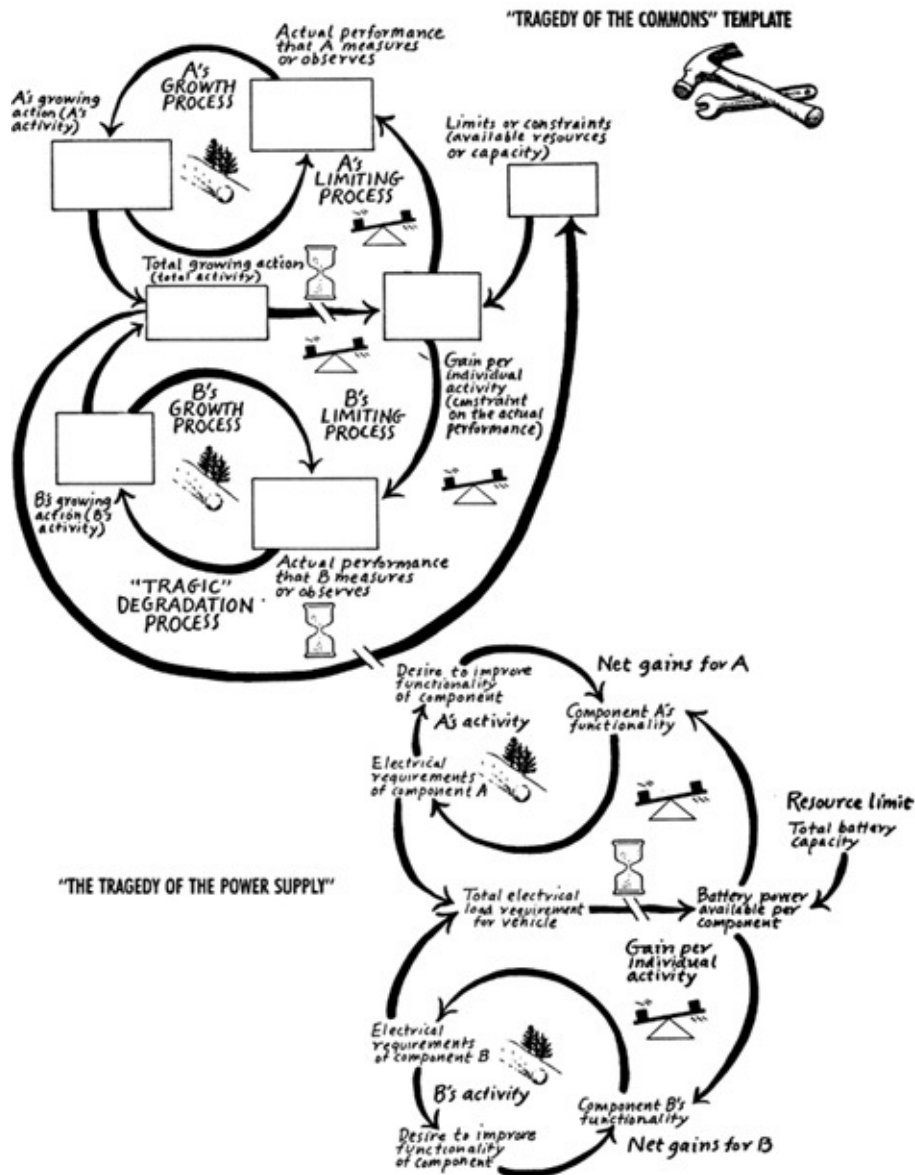 "TRAGEDY OF THE COMMONS" TEMPLATE
Actual performance
that A measures
or observes
A's
GROWTH
PROCESS
A's growing
action (A's
activity)
Limits or constraints
(available resources
or capacity)
A's
LIMITING
PROCESS
Total growing action
(total activity)
Gain per
individual
activity
(constraint
on the actual
performance)
B's
GROWTH
PROCESS
B's
LIMITING
PROCESS
B's growing
action (B's
activity)
Actual performance
that B measures
or observes
"TRAGIC"
DEGRADATION
PROCESS
Desire to improve
functionality
of component
Net gains for A
A's activity
Component A's
functionality
Electrical
requirements
of component A
Resource limit
Total battery
capacity
"THE TRAGEDY OF THE POWER SUPPLY"
Total electrical
load requirement
for vehicle
Battery power
available per
component
Gain per
individual
activity
Electrical
requirements
of component B
B's activity
Component B's
functionality
Desire to improve
functionality
of component
Net gains for B